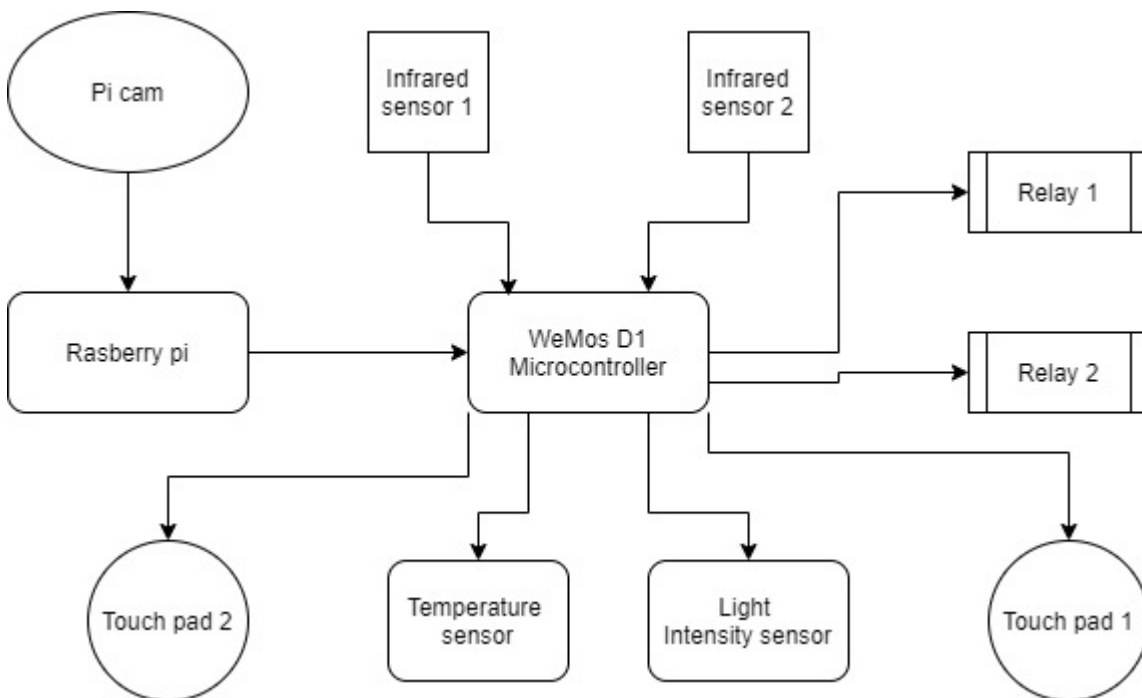 Pi cam
Infrared
sensor 1
Infrared
sensor 2
Relay 1
Rasberry pi
WeMos D1
Microcontroller
Relay 2
Touch pad 2
Temperature
sensor
Light
Intensity sensor
Touch pad 1